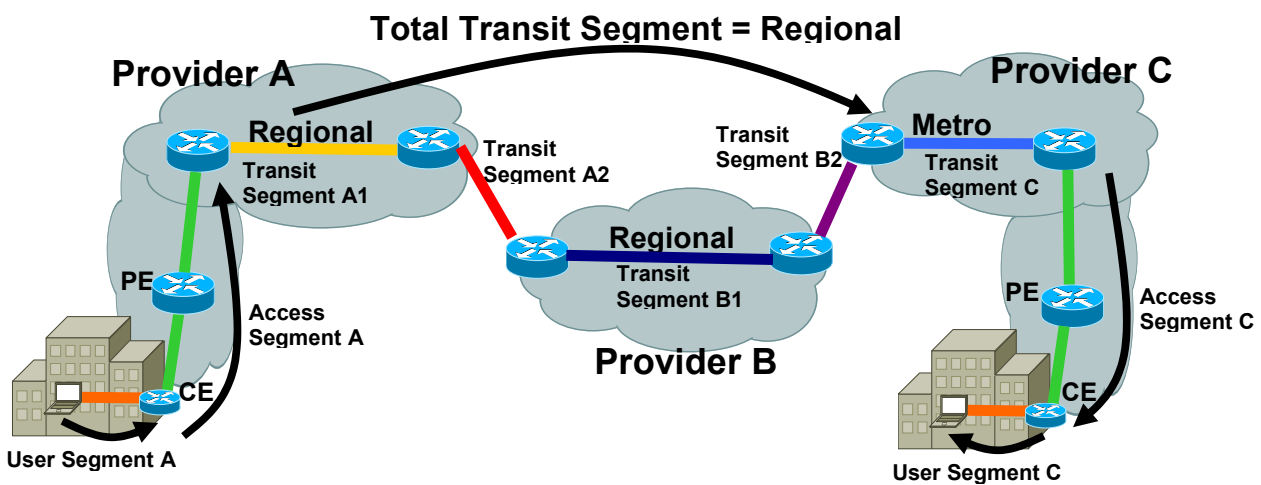 Total Transit Segment = Regional
Provider A
Provider C
Regional
Transit
Segment A1
Transit
Segment A2
Transit
Segment B2
Metro
Transit
Segment C
Regional
Transit
Segment B1
Provider B
PE
Access
Segment A
CE
User Segment A
PE
Access
Segment C
CE
User Segment C